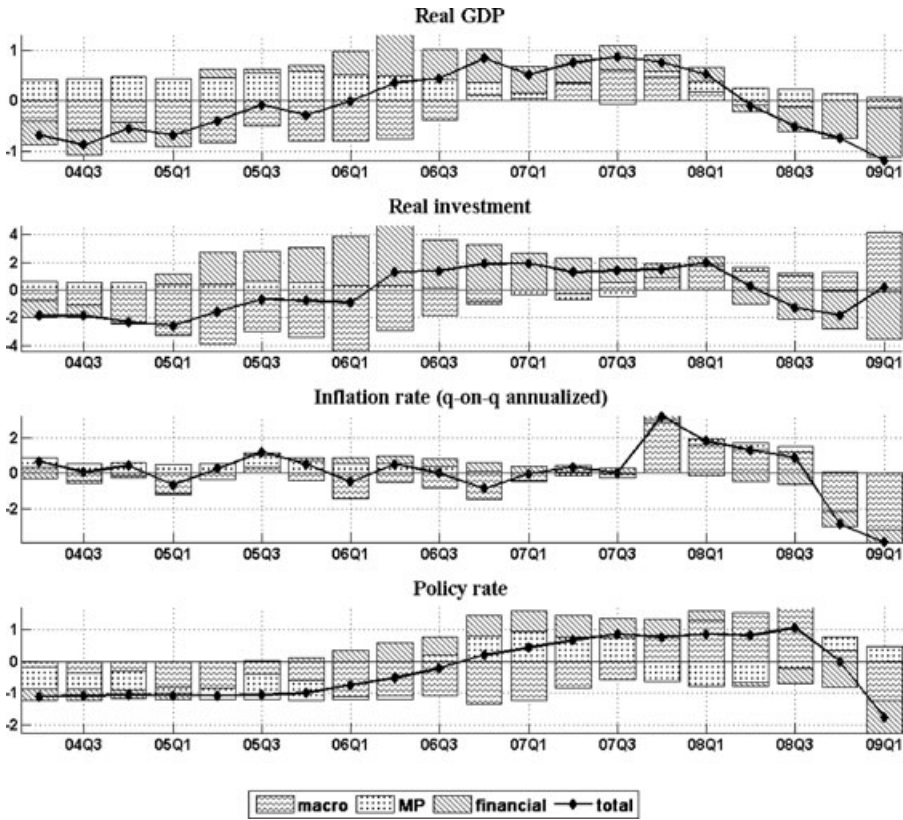 Real GDP
1
0
-1
04Q3 05Q1 05Q3 06Q1 06Q3 07Q1 07Q3 08Q1 08Q3 09Q1
Real investment
4
2
0
-2
-4
04Q3 05Q1 05Q3 06Q1 06Q3 07Q1 07Q3 08Q1 08Q3 09Q1
Inflation rate (q-on-q annualized)
2
0
-2
04Q3 05Q1 05Q3 06Q1 06Q3 07Q1 07Q3 08Q1 08Q3 09Q1
Policy rate
1
0
-1
-2
04Q3 05Q1 05Q3 06Q1 06Q3 07Q1 07Q3 08Q1 08Q3 09Q1
macro MP financial total